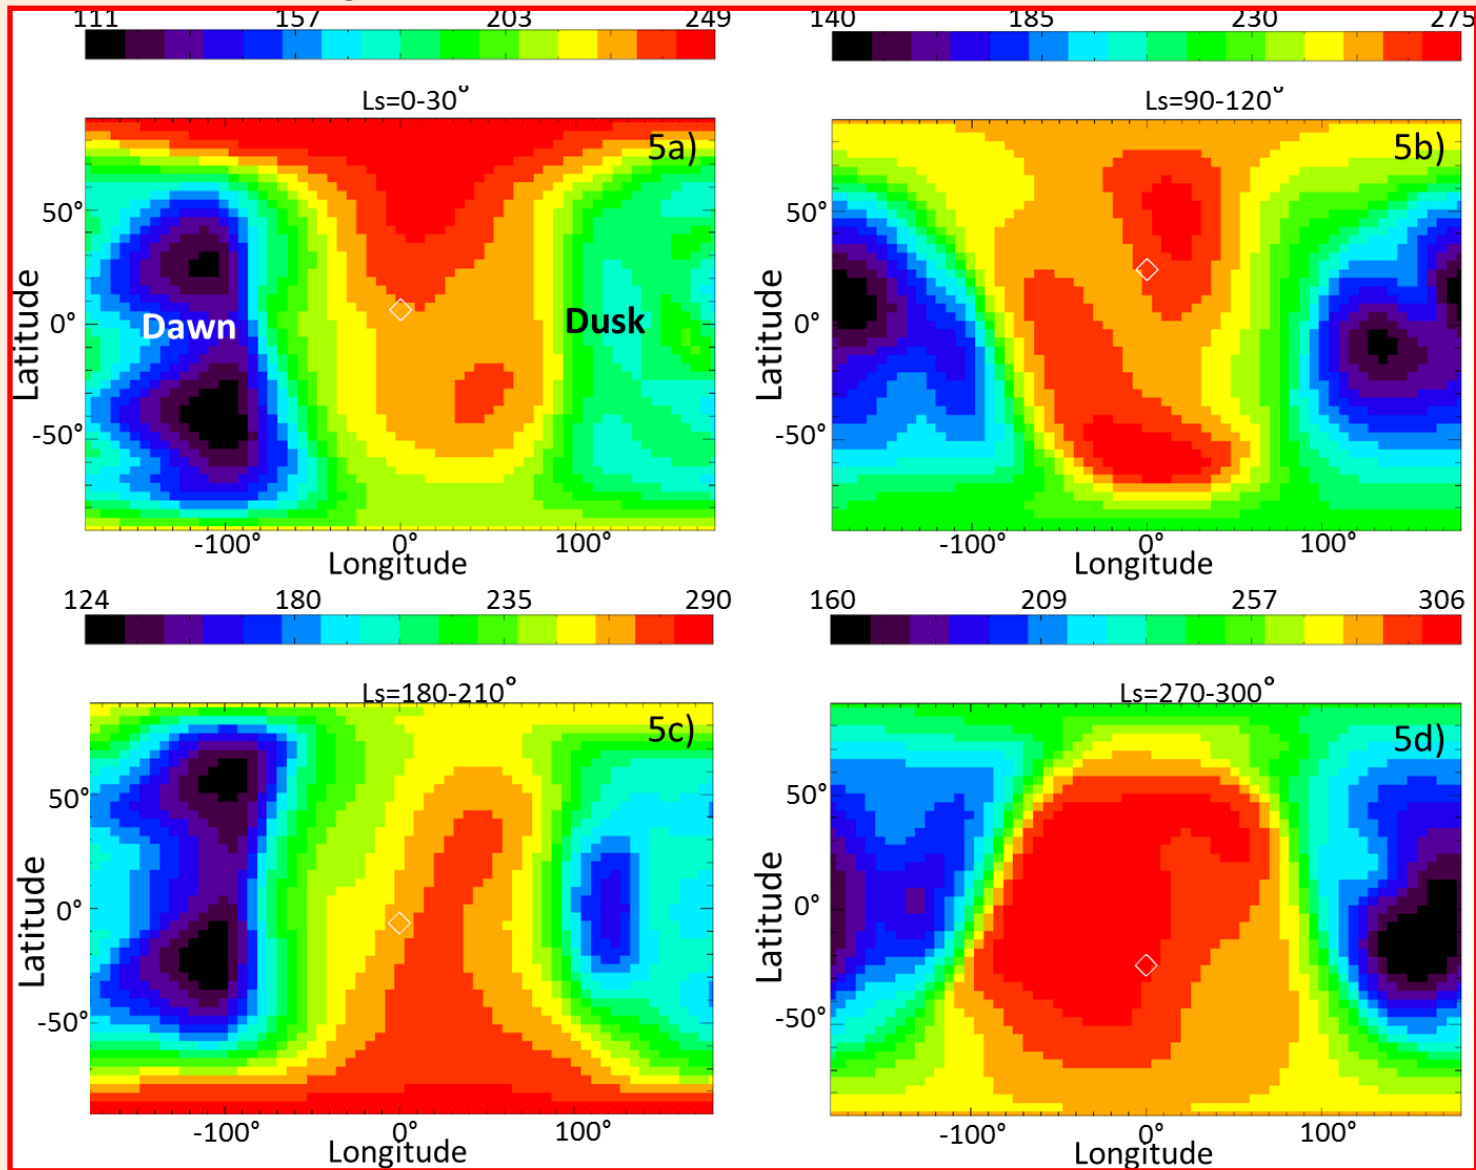 111 157 203 249
Ls=0-30°
5a)
50°
0°
-50°
Latitude
Dawn
Dusk
-100° 0° 100°
Longitude
140 185 230 275
Ls=90-120°
5b)
50°
0°
-50°
Latitude
-100° 0° 100°
Longitude
124 180 235 290
Ls=180-210°
5c)
50°
0°
-50°
Latitude
-100° 0° 100°
Longitude
160 209 257 306
Ls=270-300°
5d)
50°
0°
-50°
Latitude
-100° 0° 100°
Longitude